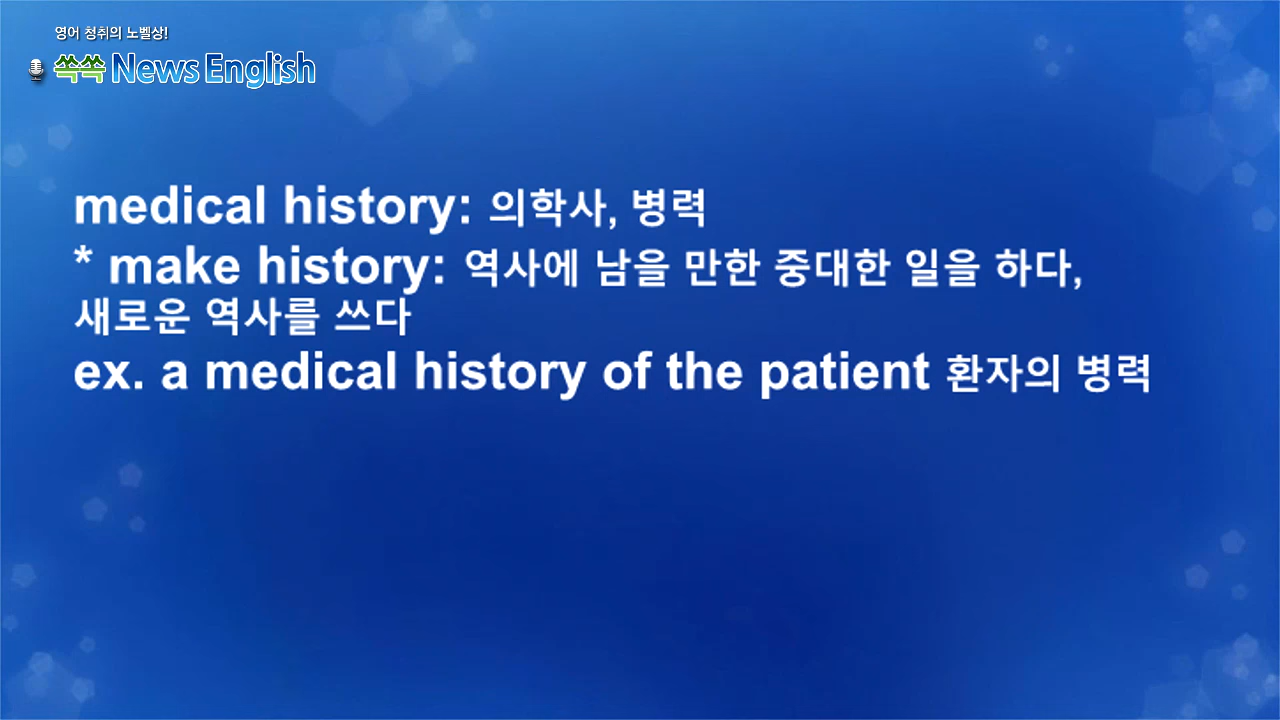 영어 청취의 노벨상!
쏙쏙 News English
medical history: 의학사, 병력
* make history: 역사에 남을 만한 중대한 일을 하다,
새로운 역사를 쓰다
ex. a medical history of the patient 환자의 병력